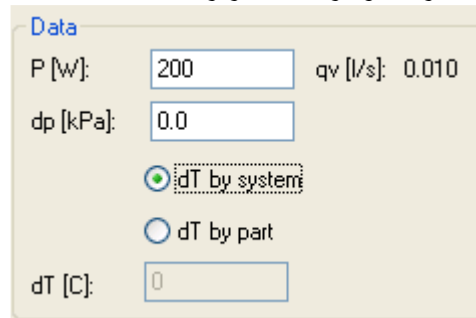 Data
P [W]: 200 qv [l/s]: 0.010
dp [kPa]: 0.0
dT by system
dT by part
dT [C]: 0